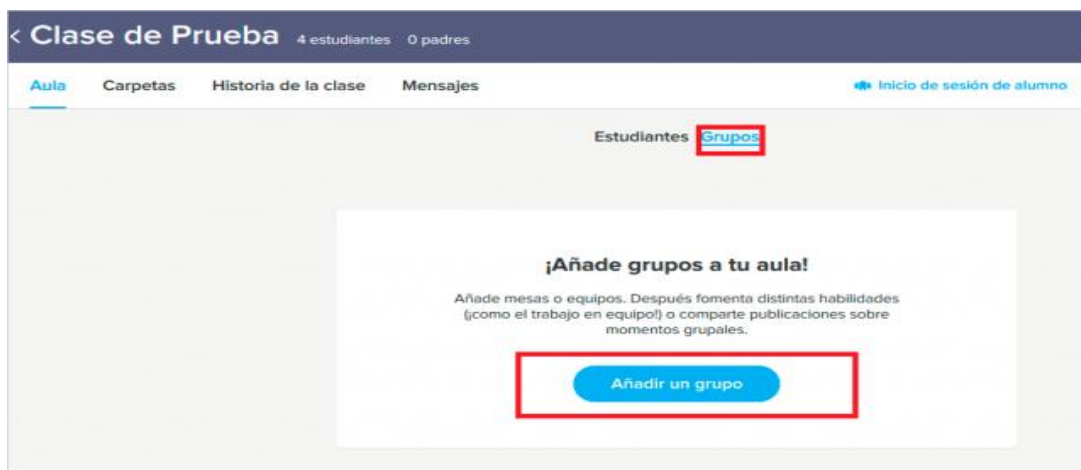 < Clase de Prueba 4 estudiantes 0 padres
Aula Carpetas Historia de la clase Mensajes Inicio de sesión de alumno
Estudiantes Grupos
¡Añade grupos a tu aula!
Añade mesas o equipos. Después fomenta distintas habilidades
(¡como el trabajo en equipo!) o comparte publicaciones sobre
momentos grupales.
Añadir un grupo